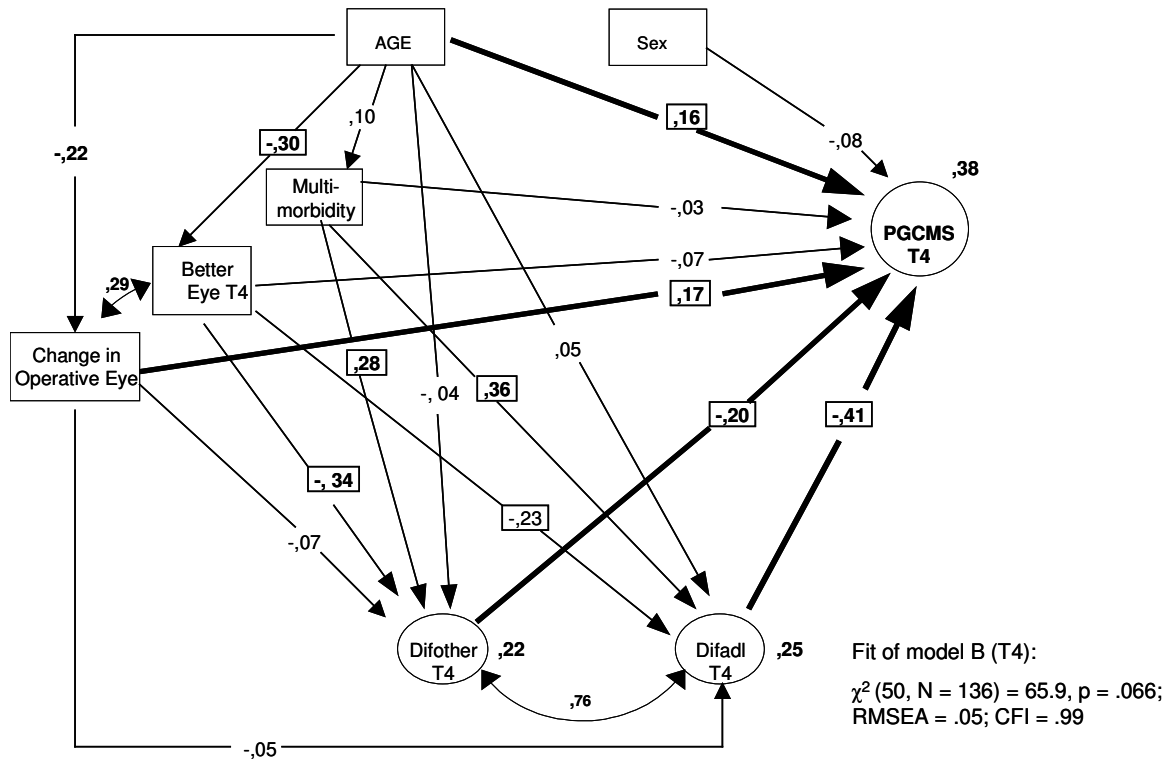 AGE
Sex
,16
,10
-,08
-,30
-,22
,38
Multi-
morbidity
-,03
PGCMS
T4
-,07
Better
Eye T4
,29
,17
Change in
Operative Eye
,05
,28
,36
-, 04
-,20
-,41
-, 34
-,23
-,07
Difother
T4
,22
Difadl
T4
,25
Fit of model B (T4):
χ² (50, N = 136) = 65.9, p = .066;
RMSEA = .05; CFI = .99
,76
-,05